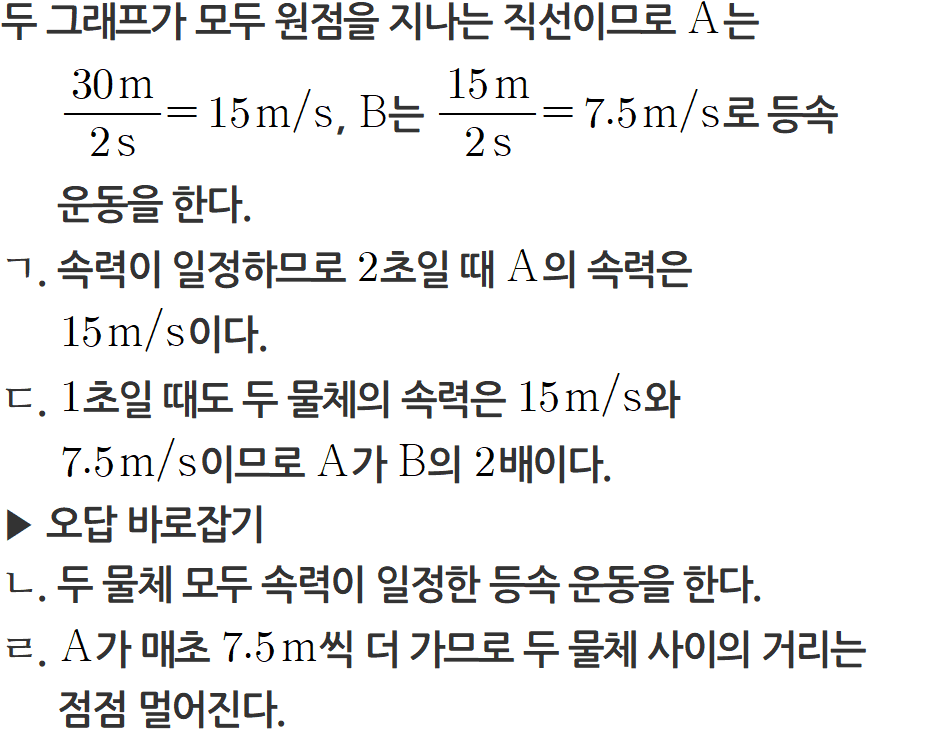 두 그래프가 모두 원점을 지나는 직선이므로 A는
30 m/2 s = 15 m/s, B는 15 m/2 s = 7.5 m/s로 등속
운동을 한다.
ㄱ. 속력이 일정하므로 2초일 때 A의 속력은
15 m/s이다.
ㄷ. 1초일 때도 두 물체의 속력은 15 m/s와
7.5 m/s이므로 A가 B의 2배이다.
▶ 오답 바로잡기
ㄴ. 두 물체 모두 속력이 일정한 등속 운동을 한다.
ㄹ. A가 매초 7.5 m씩 더 가므로 두 물체 사이의 거리는
점점 멀어진다.